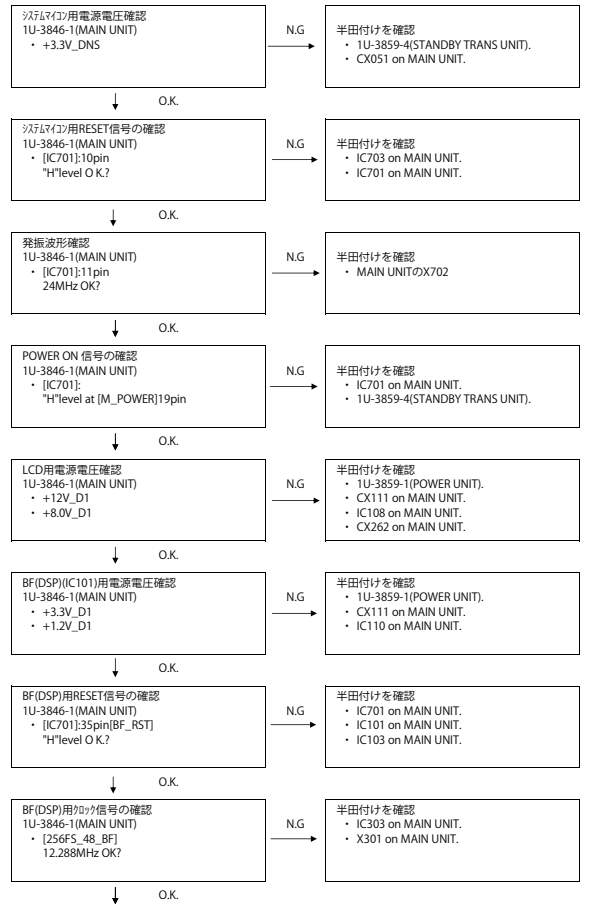 ｼｽﾃﾑﾏｲｺﾝ用電源電圧確認
1U-3846-1(MAIN UNIT)
・ +3.3V_DNS
N.G
半田付けを確認
・ 1U-3859-4(STANDBY TRANS UNIT).
・ CX051 on MAIN UNIT.
O.K.
ｼｽﾃﾑﾏｲｺﾝ用RESET信号の確認
1U-3846-1(MAIN UNIT)
・ [IC701]:10pin
"H"level O K.?
N.G
半田付けを確認
・ IC703 on MAIN UNIT.
・ IC701 on MAIN UNIT.
O.K.
発振波形確認
1U-3846-1(MAIN UNIT)
・ [IC701]:11pin
24MHz OK?
N.G
半田付けを確認
・ MAIN UNITのX702
O.K.
POWER ON 信号の確認
1U-3846-1(MAIN UNIT)
・ [IC701]:
"H"level at [M_POWER]19pin
N.G
半田付けを確認
・ IC701 on MAIN UNIT.
・ 1U-3859-4(STANDBY TRANS UNIT).
O.K.
LCD用電源電圧確認
1U-3846-1(MAIN UNIT)
・ +12V_D1
・ +8.0V_D1
N.G
半田付けを確認
・ 1U-3859-1(POWER UNIT).
・ CX111 on MAIN UNIT.
・ IC108 on MAIN UNIT.
・ CX262 on MAIN UNIT.
O.K.
BF(DSP)(IC101)用電源電圧確認
1U-3846-1(MAIN UNIT)
・ +3.3V_D1
・ +1.2V_D1
N.G
半田付けを確認
・ 1U-3859-1(POWER UNIT).
・ CX111 on MAIN UNIT.
・ IC110 on MAIN UNIT.
O.K.
BF(DSP)用RESET信号の確認
1U-3846-1(MAIN UNIT)
・ [IC701]:35pin[BF_RST]
"H"level O K.?
N.G
半田付けを確認
・ IC701 on MAIN UNIT.
・ IC101 on MAIN UNIT.
・ IC103 on MAIN UNIT.
O.K.
BF(DSP)用ｸﾛｯｸ信号の確認
1U-3846-1(MAIN UNIT)
・ [256FS_48_BF]
12.288MHz OK?
N.G
半田付けを確認
・ IC303 on MAIN UNIT.
・ X301 on MAIN UNIT.
O.K.